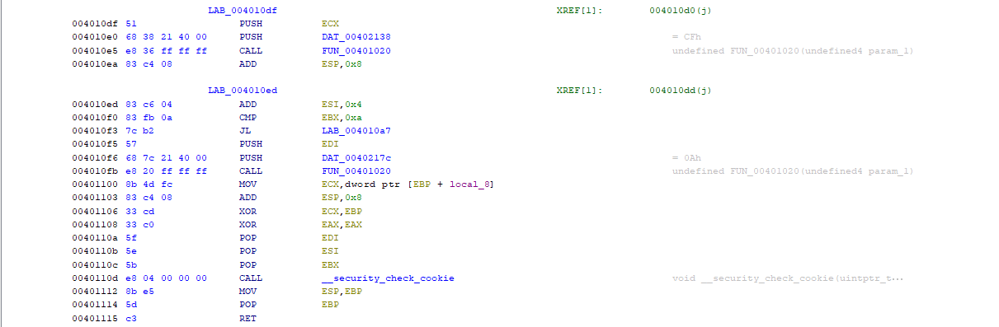 LAB_004010df XREF[1]: 004010d0(j)
004010df 51 PUSH ECX
004010e0 68 38 21 40 00 PUSH DAT_00402138 = CFh
004010e5 e8 36 ff ff ff CALL FUN_00401020 undefined FUN_00401020(undefined4 param_1)
004010ea 83 c4 08 ADD ESP,0x8
LAB_004010ed XREF[1]: 004010dd(j)
004010ed 83 c6 04 ADD ESI,0x4
004010f0 83 fb 0a CMP EBX,0xa
004010f3 7c b2 JL LAB_004010a7
004010f5 57 PUSH EDI
004010f6 68 7c 21 40 00 PUSH DAT_0040217c = 0Ah
004010fb e8 20 ff ff ff CALL FUN_00401020 undefined FUN_00401020(undefined4 param_1)
00401100 8b 4d fc MOV ECX,dword ptr [EBP + local_8]
00401103 83 c4 08 ADD ESP,0x8
00401106 33 cd XOR ECX,EBP
00401108 33 c0 XOR EAX,EAX
0040110a 5f POP EDI
0040110b 5e POP ESI
0040110c 5b POP EBX
0040110d e8 04 00 00 00 CALL __security_check_cookie void __security_check_cookie(uintptr_t...
00401112 8b e5 MOV ESP,EBP
00401114 5d POP EBP
00401115 c3 RET